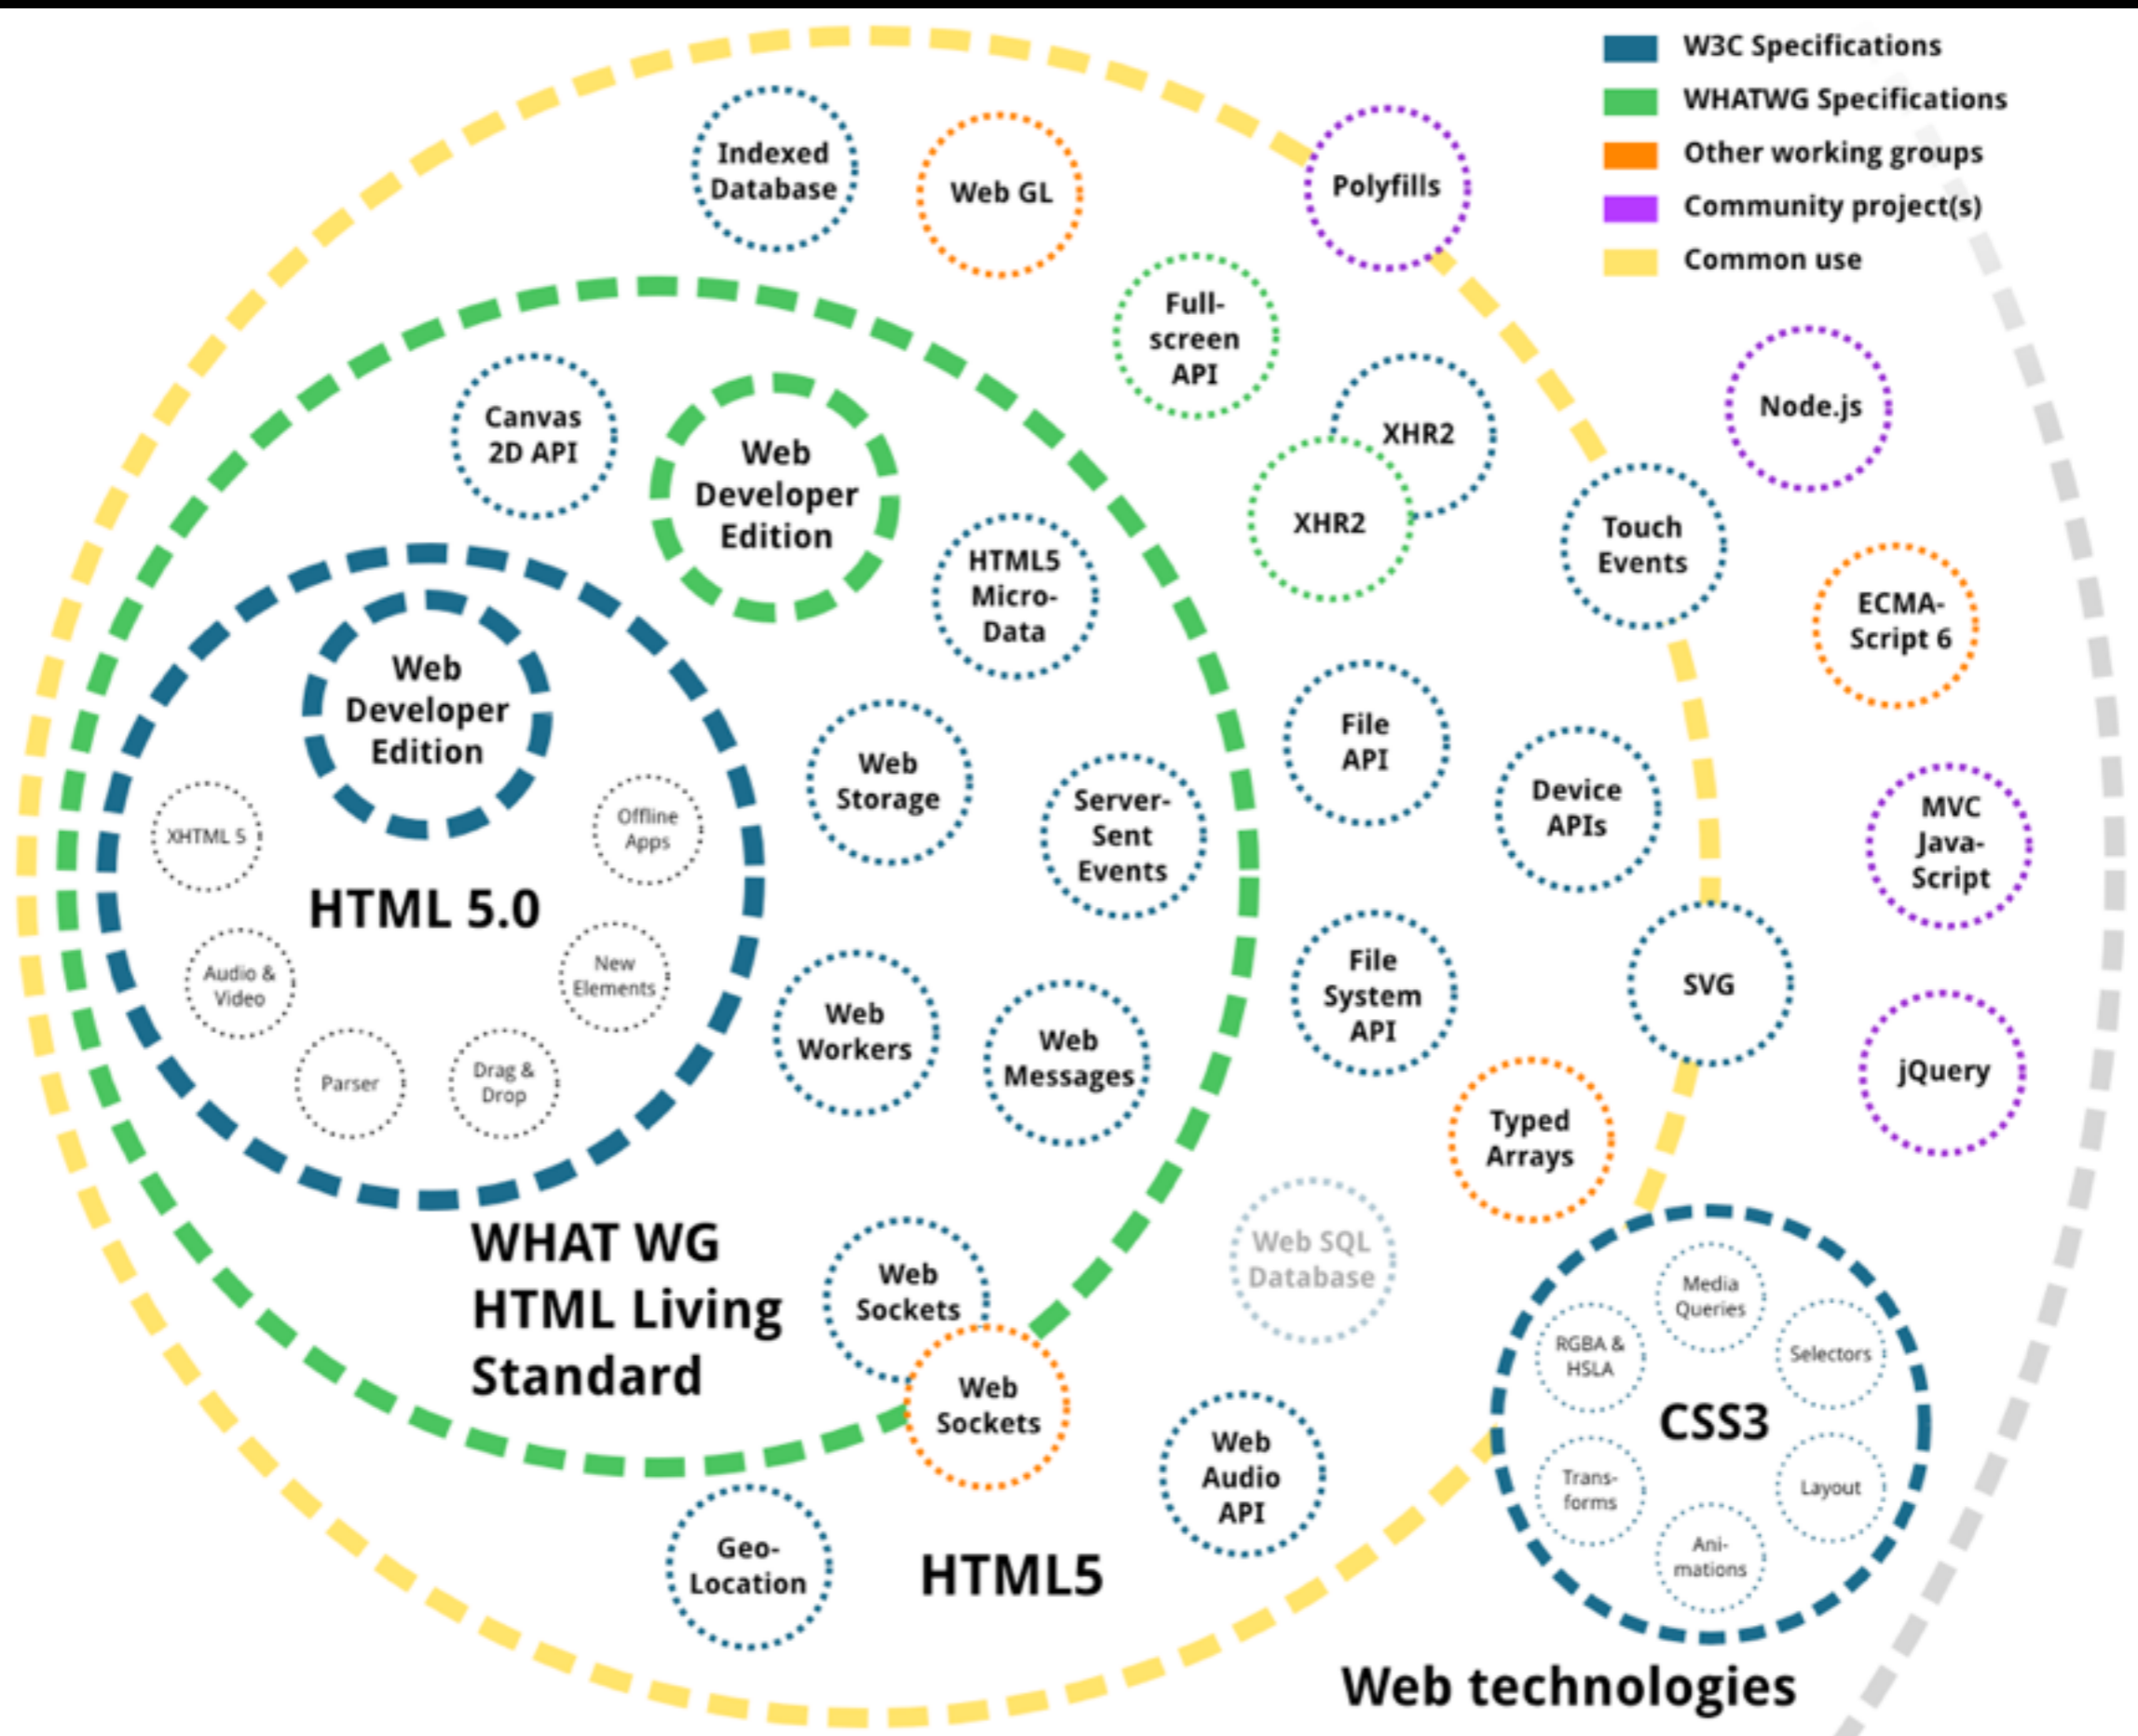 W3C Specifications
WHATWG Specifications
Other working groups
Community project(s)
Common use
Indexed
Database
Web GL
Polyfills
Full-
screen
API
XHR2
XHR2
Node.js
Touch
Events
ECMA-
Script 6
Canvas
2D API
Web
Developer
Edition
HTML5
Micro-
Data
Web
Developer
Edition
XHTML 5
Offline
Apps
HTML 5.0
Audio &
Video
New
Elements
Parser
Drag &
Drop
Web
Storage
Server-
Sent
Events
Web
Workers
Web
Messages
File
API
Device
APIs
MVC
Java-
Script
File
System
API
SVG
jQuery
Typed
Arrays
Web SQL
Database
WHAT WG
HTML Living
Standard
Web
Sockets
Web
Sockets
Web
Audio
API
Geo-
Location
HTML5
Media
Queries
RGBA &
HSLA
Selectors
CSS3
Trans-
forms
Layout
Ani-
mations
Web technologies